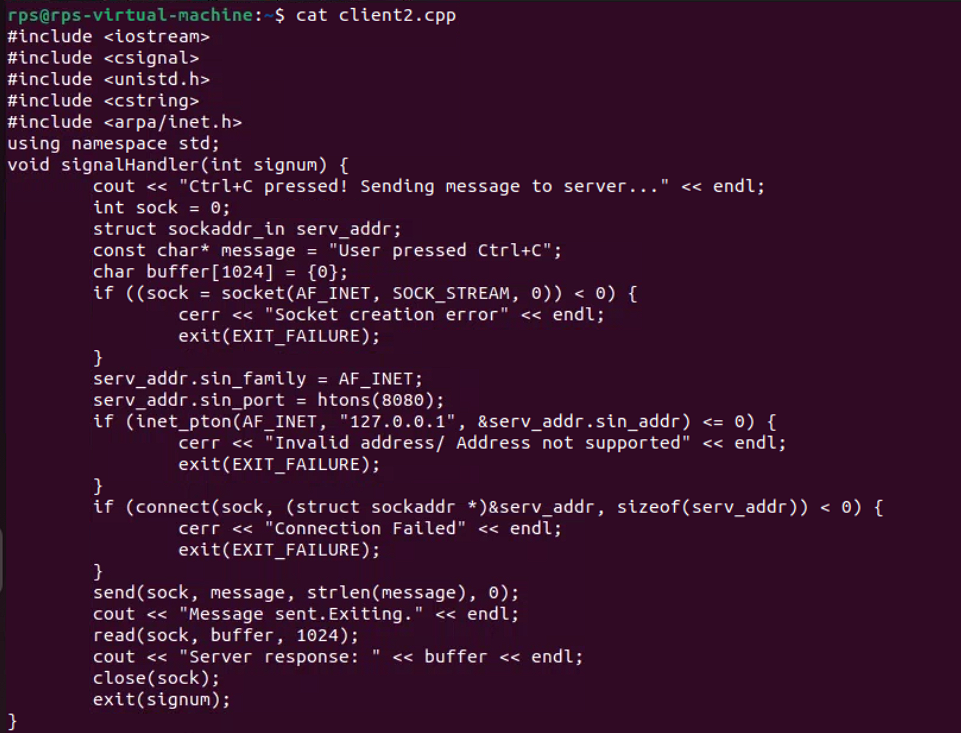 rps@rps-virtual-machine:~$ cat client2.cpp
#include <iostream>
#include <csignal>
#include <unistd.h>
#include <cstring>
#include <arpa/inet.h>
using namespace std;
void signalHandler(int signum) {
        cout << "Ctrl+C pressed! Sending message to server..." << endl;
        int sock = 0;
        struct sockaddr_in serv_addr;
        const char* message = "User pressed Ctrl+C";
        char buffer[1024] = {0};
        if ((sock = socket(AF_INET, SOCK_STREAM, 0)) < 0) {
                cerr << "Socket creation error" << endl;
                exit(EXIT_FAILURE);
        }
        serv_addr.sin_family = AF_INET;
        serv_addr.sin_port = htons(8080);
        if (inet_pton(AF_INET, "127.0.0.1", &serv_addr.sin_addr) <= 0) {
                cerr << "Invalid address/ Address not supported" << endl;
                exit(EXIT_FAILURE);
        }
        if (connect(sock, (struct sockaddr *)&serv_addr, sizeof(serv_addr)) < 0) {
                cerr << "Connection Failed" << endl;
                exit(EXIT_FAILURE);
        }
        send(sock, message, strlen(message), 0);
        cout << "Message sent.Exiting." << endl;
        read(sock, buffer, 1024);
        cout << "Server response: " << buffer << endl;
        close(sock);
        exit(signum);
}